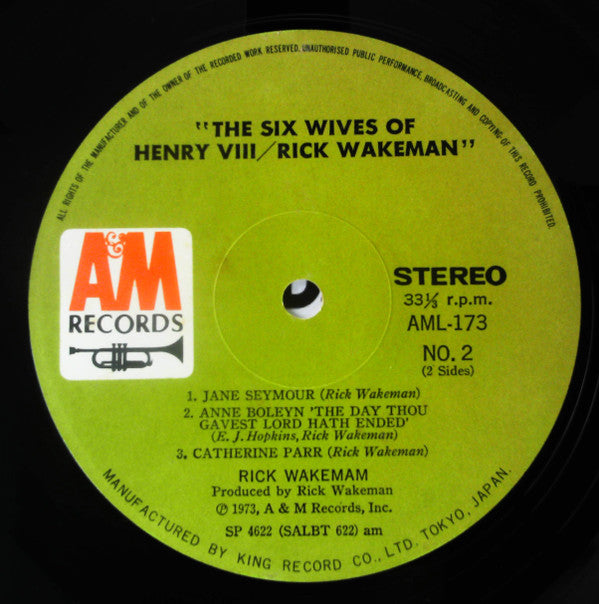 ALL RIGHTS OF THE MANUFACTURER AND OF THE OWNER OF THE RECORDED WORK RESERVED. UNAUTHORISED PUBLIC PERFORMANCE, BROADCASTING AND COPYING OF THIS RECORD PROHIBITED.
"THE SIX WIVES OF
HENRY VIII/RICK WAKEMAN"
A&M
RECORDS
STEREO
33⅓ r.p.m.
AML-173
NO. 2
(2 Sides)
1. JANE SEYMOUR (Rick Wakeman)
2. ANNE BOLEYN 'THE DAY THOU
GAVEST LORD HATH ENDED'
(E. J. Hopkins, Rick Wakeman)
3. CATHERINE PARR (Rick Wakeman)
RICK WAKEMAM
Produced by Rick Wakeman
℗ 1973, A & M Records, Inc.
SP 4622 (SALBT 622) am
MANUFACTURED BY KING RECORD CO., LTD. TOKYO, JAPAN.